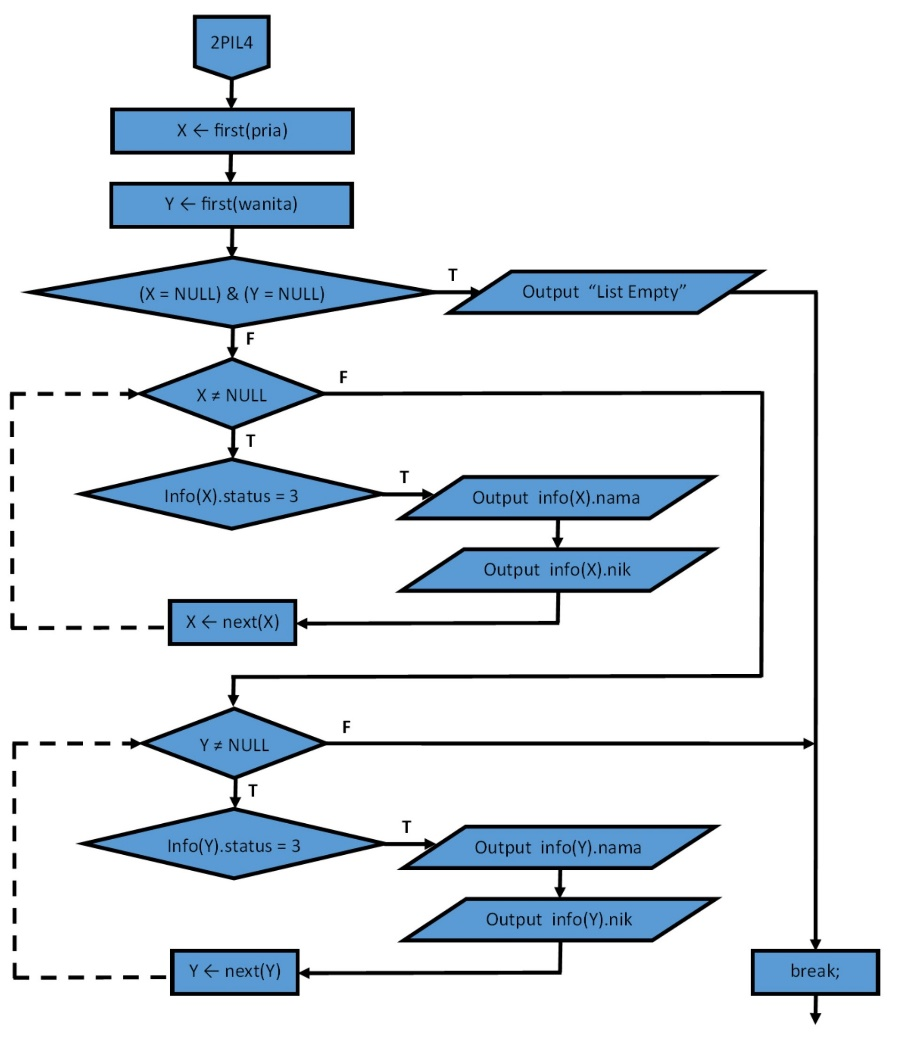 2PIL4
X ← first(pria)
Y ← first(wanita)
(X = NULL) & (Y = NULL)
T
Output “List Empty”
F
X ≠ NULL
F
T
Info(X).status = 3
T
Output info(X).nama
Output info(X).nik
X ← next(X)
Y ≠ NULL
F
T
Info(Y).status = 3
T
Output info(Y).nama
Output info(Y).nik
Y ← next(Y)
break;